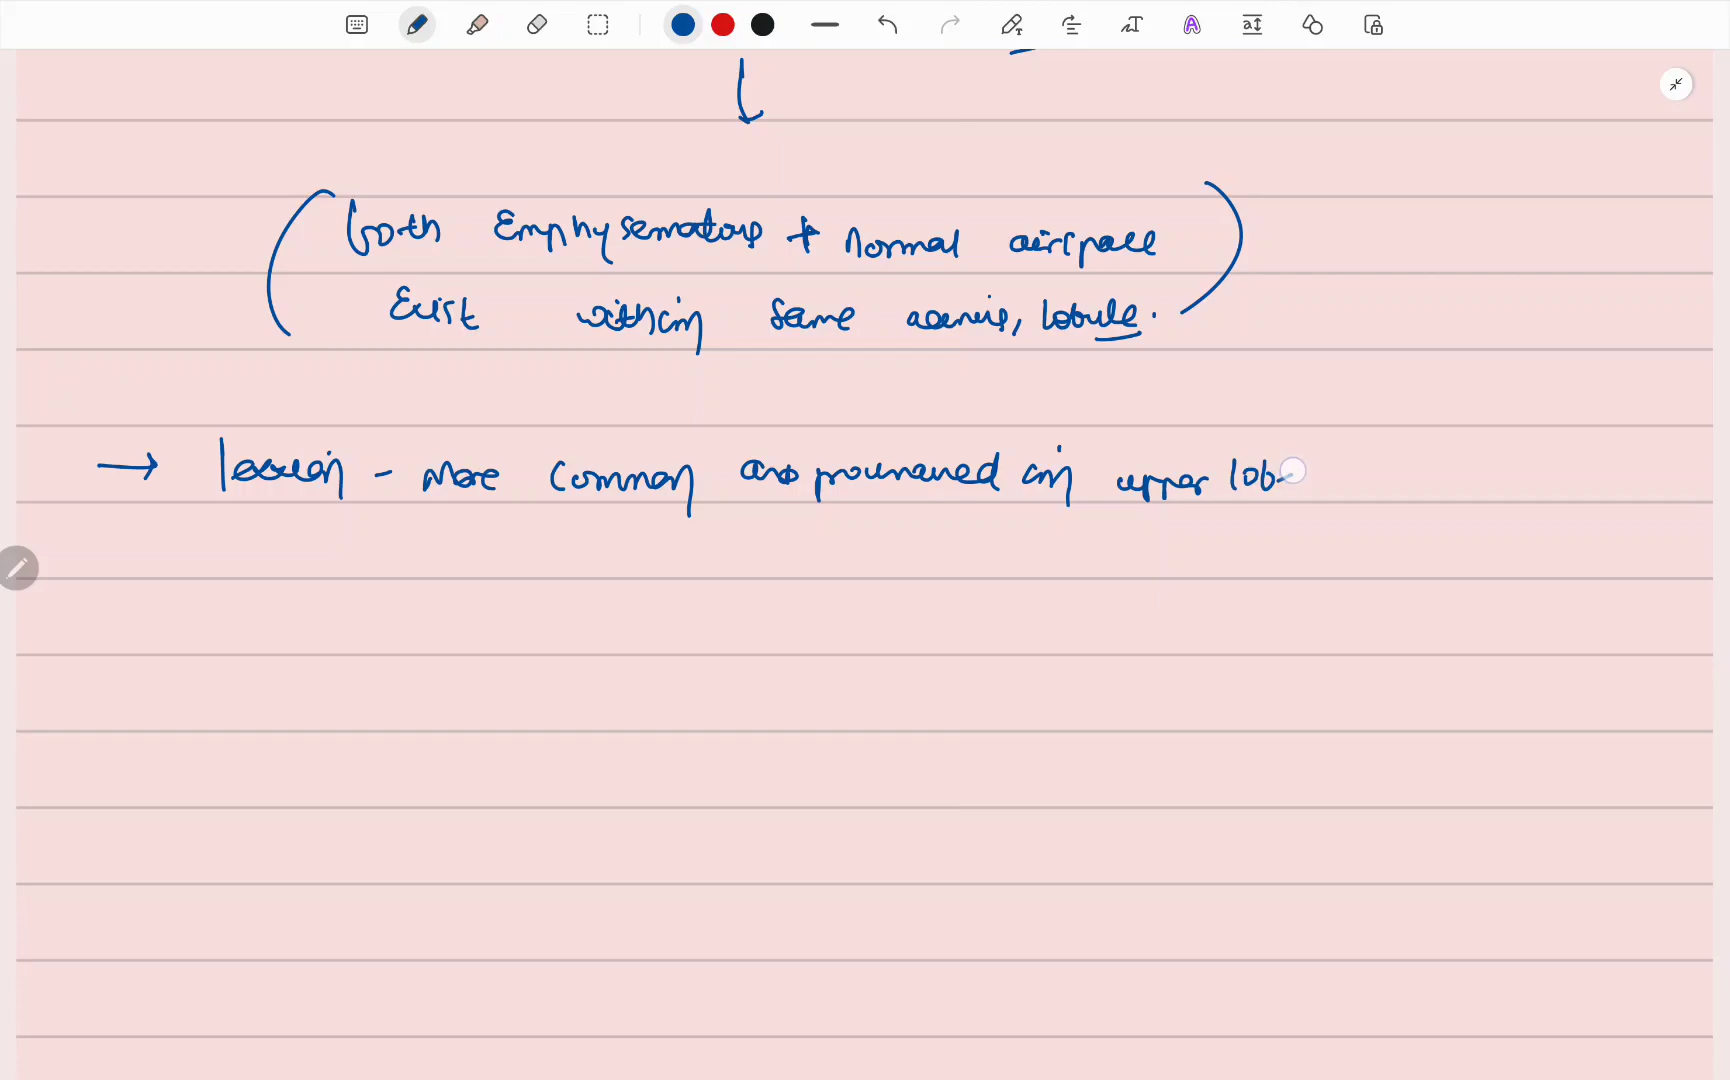 both Emphysematous + normal airspace
Exist within same acinus, lobule.
→ lesion - More common and pronounced in upper lob